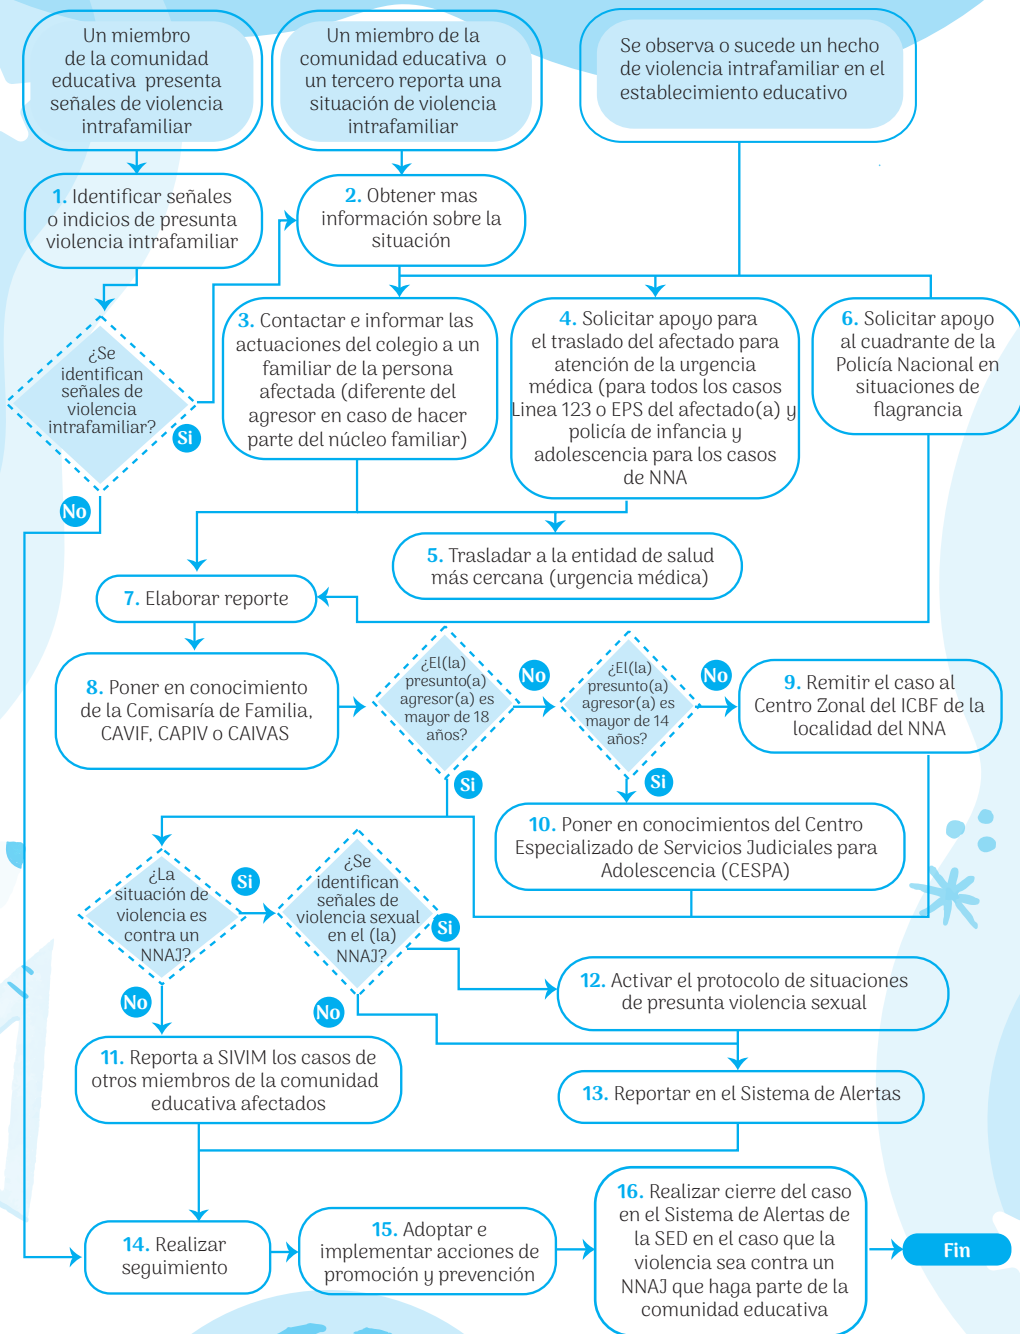 Un miembro
de la comunidad
educativa presenta
señales de violencia
intrafamiliar
Un miembro de la
comunidad educativa o
un tercero reporta una
situación de violencia
intrafamiliar
Se observa o sucede un hecho
de violencia intrafamiliar en el
establecimiento educativo
1. Identificar señales
o indicios de presunta
violencia intrafamiliar
2. Obtener mas
información sobre la
situación
¿Se
identifican
señales de
violencia
intrafamiliar?
Si
No
3. Contactar e informar las
actuaciones del colegio a un
familiar de la persona
afectada (diferente del
agresor en caso de hacer
parte del núcleo familiar)
4. Solicitar apoyo para
el traslado del afectado para
atención de la urgencia
médica (para todos los casos
Linea 123 o EPS del afectado(a) y
policía de infancia y
adolescencia para los casos
de NNA
6. Solicitar apoyo
al cuadrante de la
Policía Nacional en
situaciones de
flagrancia
5. Trasladar a la entidad de salud
más cercana (urgencia médica)
7. Elaborar reporte
8. Poner en conocimiento
de la Comisaría de Familia,
CAVIF, CAPIV o CAIVAS
¿El(la)
presunto(a)
agresor(a) es
mayor de 18
años?
No
Si
¿El(la)
presunto(a)
agresor(a) es
mayor de 14
años?
No
Si
9. Remitir el caso al
Centro Zonal del ICBF de la
localidad del NNA
10. Poner en conocimientos del Centro
Especializado de Servicios Judiciales para
Adolescencia (CESPA)
¿La
situación de
violencia es
contra un
NNAJ?
Si
No
¿Se
identifican
señales de
violencia sexual
en el (la)
NNAJ?
Si
No
12. Activar el protocolo de situaciones
de presunta violencia sexual
11. Reporta a SIVIM los casos de
otros miembros de la comunidad
educativa afectados
13. Reportar en el Sistema de Alertas
14. Realizar
seguimiento
15. Adoptar e
implementar acciones de
promoción y prevención
16. Realizar cierre del caso
en el Sistema de Alertas de
la SED en el caso que la
violencia sea contra un
NNAJ que haga parte de la
comunidad educativa
Fin